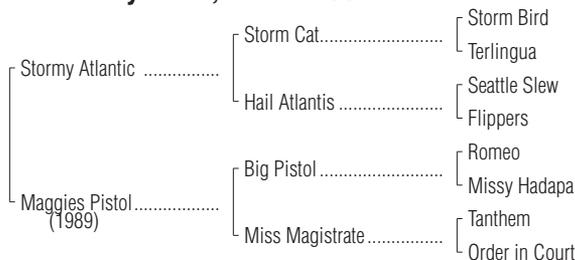 Storm Bird
Storm Cat........................
Terlingua
Stormy Atlantic ...............
Seattle Slew
Hail Atlantis .....................
Flippers
Romeo
Big Pistol .........................
Missy Hadapa
Maggies Pistol.................
(1989)
Tanthem
Miss Magistrate...............
Order in Court